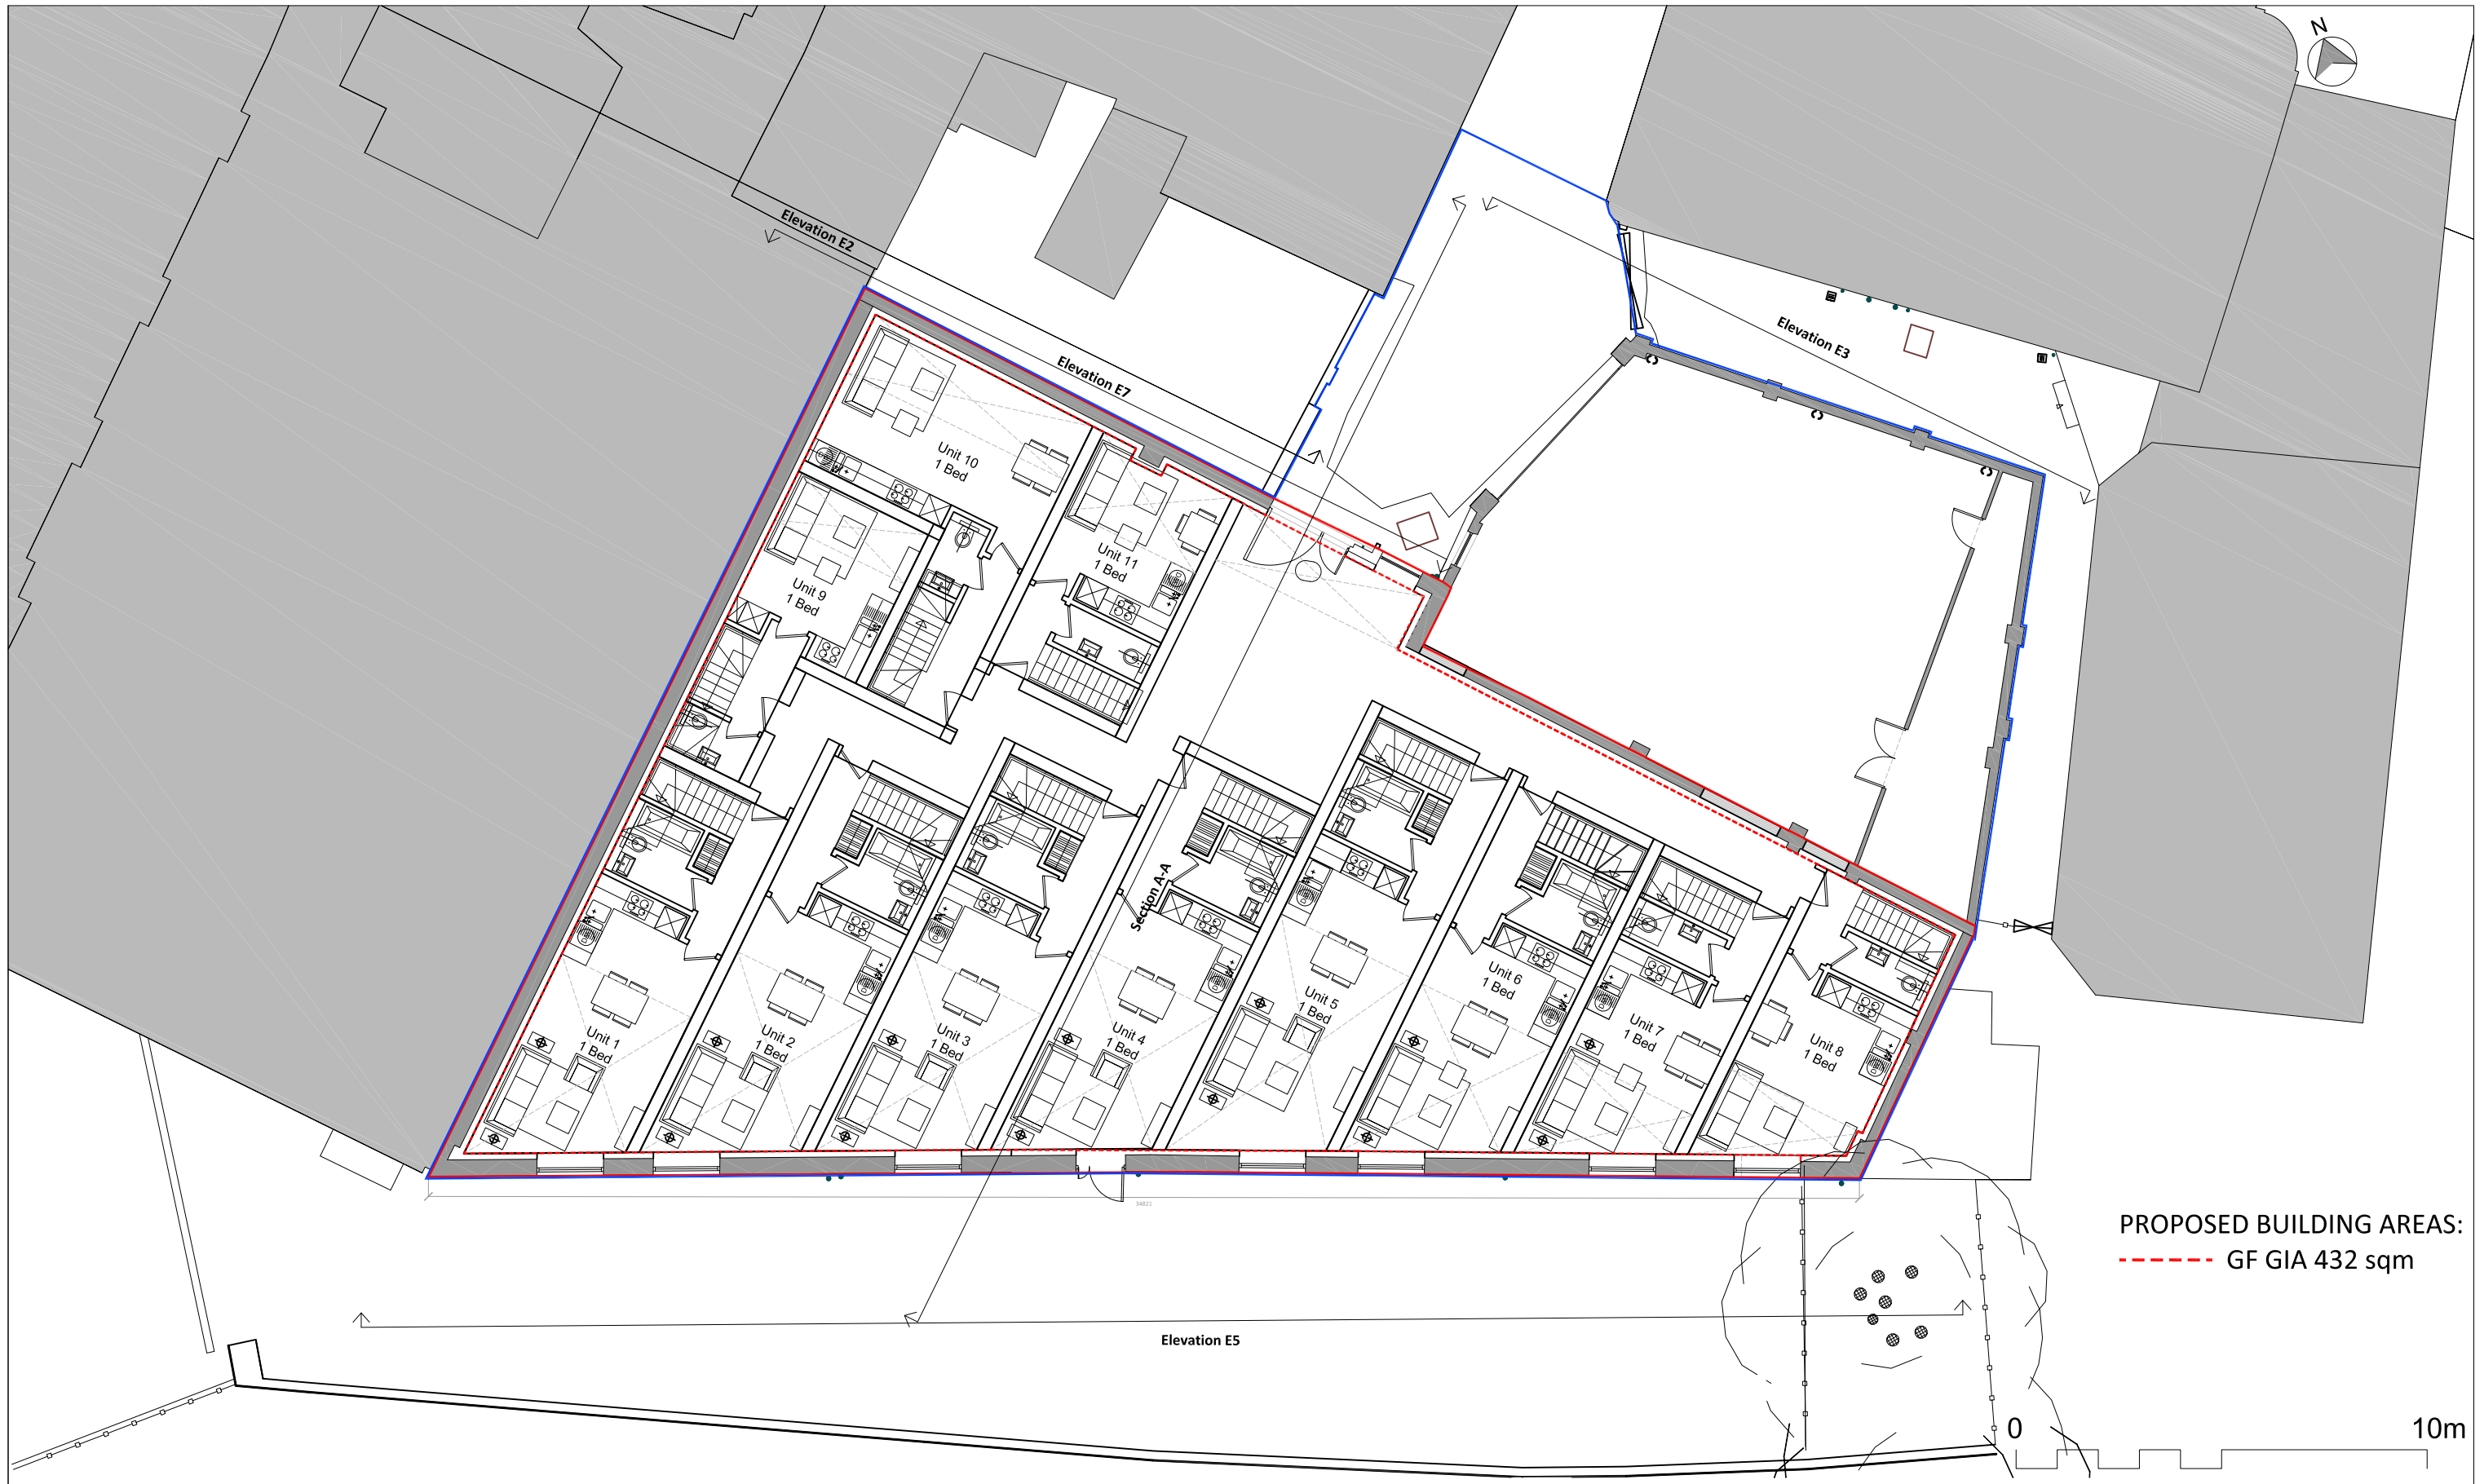 N
Elevation E2
Elevation E3
Elevation E7
Unit 10
1 Bed
Unit 11
1 Bed
Unit 9
1 Bed
Section A-A
Unit 6
1 Bed
Unit 5
1 Bed
Unit 1
1 Bed
Unit 2
1 Bed
Unit 3
1 Bed
Unit 4
1 Bed
Unit 7
1 Bed
Unit 8
1 Bed
34821
PROPOSED BUILDING AREAS:
GF GIA 432 sqm
Elevation E5
0
10m